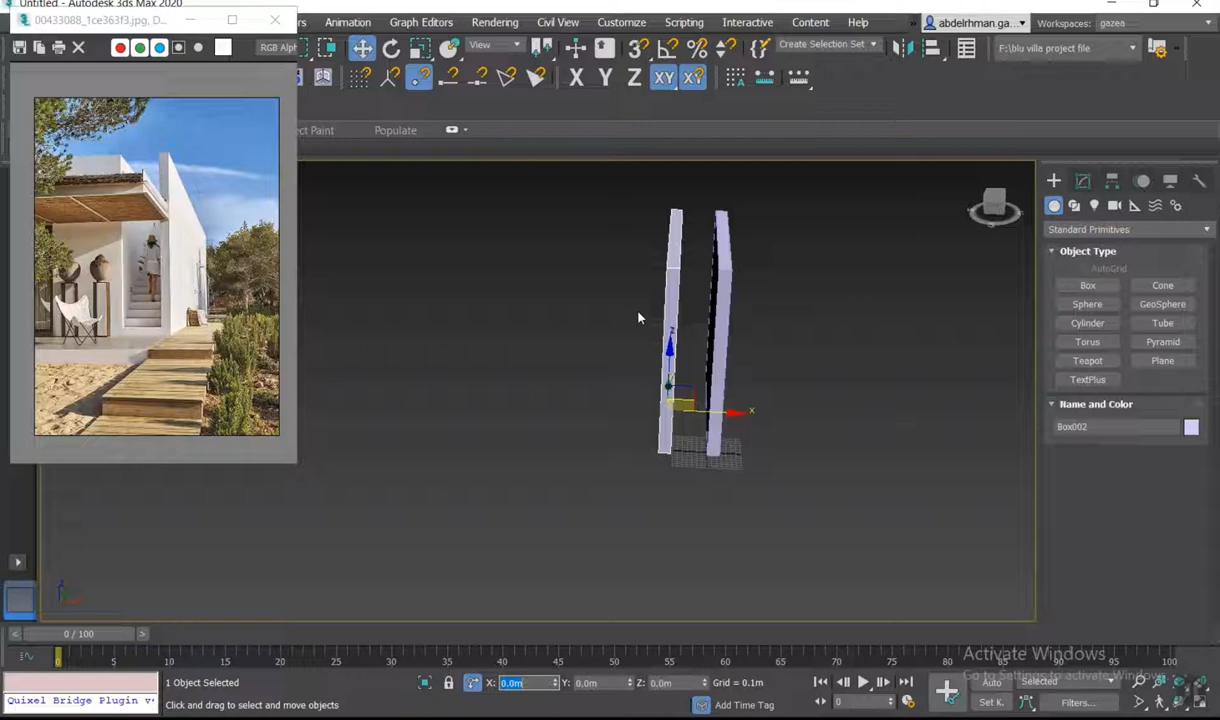 Untitled - Autodesk 3ds Max 2020
00433088_1ce363f3.jpg, D...
Animation Graph Editors Rendering Civil View Customize Scripting Interactive Content Help
abdelrhman.ga...
Workspaces: gazea
RGB Alph
View
Create Selection Set
F:\blu villa project file
X Y Z XY XY
ct Paint Populate
Standard Primitives
Object Type
AutoGrid
Box Cone
Sphere GeoSphere
Cylinder Tube
Torus Pyramid
Teapot Plane
TextPlus
Name and Color
Box002
z
x
0 / 100
0 5 10 15 20 25 30 35 40 45 50 55 60 65 70 75 80 85 90 95 100
Activate Windows
Go to Settings to activate Windows.
1 Object Selected
X: 0.0m Y: 0.0m Z: 0.0m Grid = 0.1m
Auto Selected
Quixel Bridge Plugin v
Click and drag to select and move objects
Add Time Tag
0
Set K. Filters...